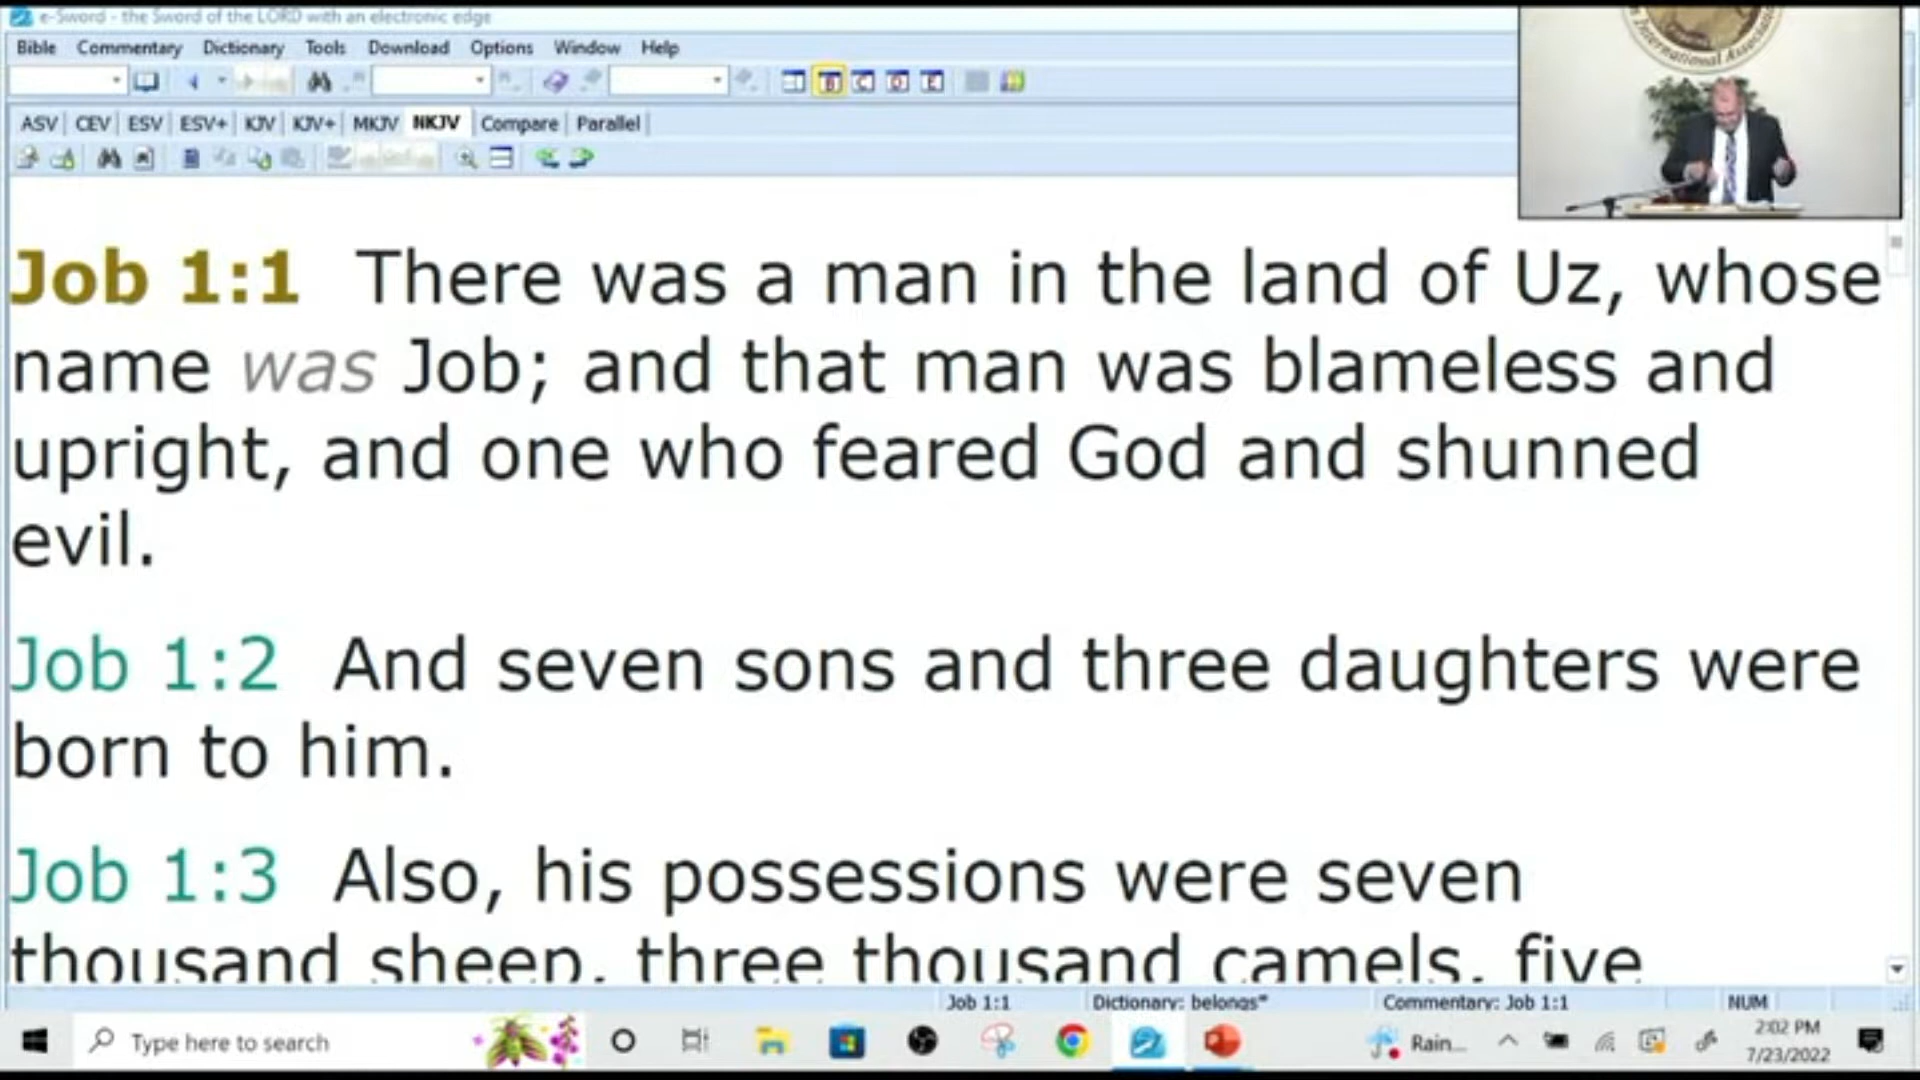 e-Sword - the Sword of the LORD with an electronic edge
Bible Commentary Dictionary Tools Download Options Window Help
International Associa
ASV CEV ESV ESV+ KJV KJV+ MKJV NKJV Compare Parallel
Job 1:1 There was a man in the land of Uz, whose
name was Job; and that man was blameless and
upright, and one who feared God and shunned
evil.
Job 1:2 And seven sons and three daughters were
born to him.
Job 1:3 Also, his possessions were seven
thousand sheep, three thousand camels, five
Job 1:1 Dictionary: belongs* Commentary: Job 1:1 NUM
Type here to search Rain... 2:02 PM
7/23/2022